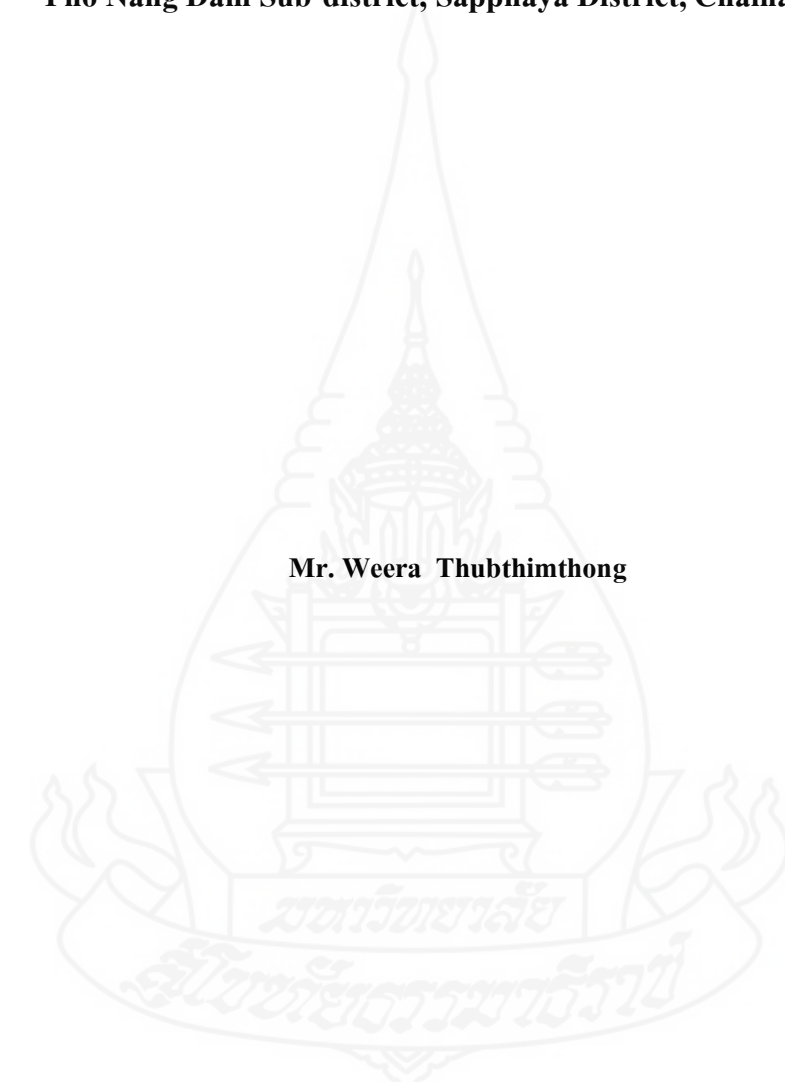 Pho Nang Dam Sub-district, Sapphaya District, Chaina
Mr. Weera Thubthimthong
มหาวิทยาลัย
สุโขทัยธรรมาธิราช